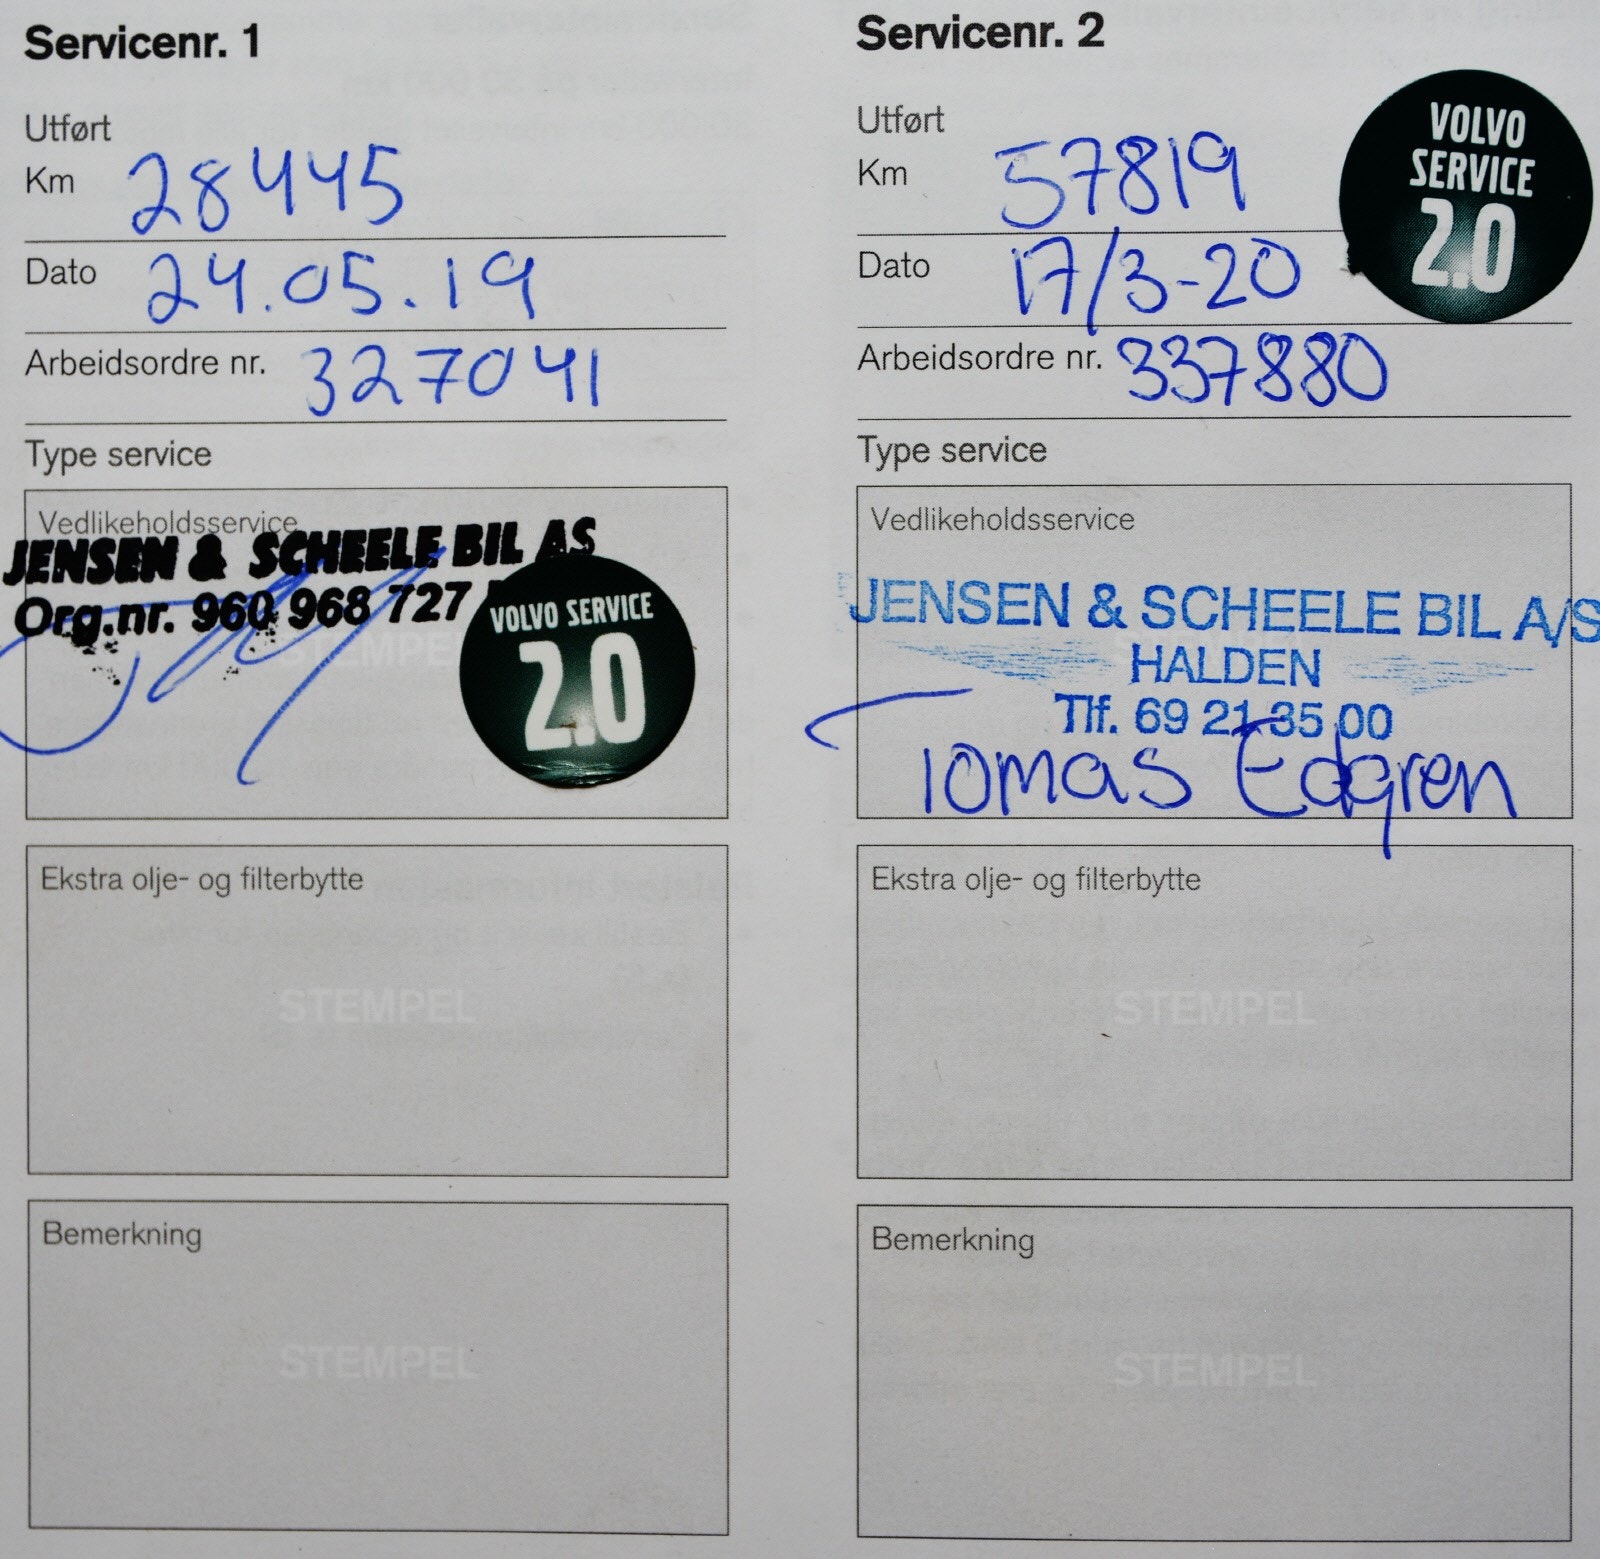 Servicenr. 1
Utført
Km 28445
Dato 24.05.19
Arbeidsordre nr. 327041
Type service
Vedlikeholdsservice
JENSEN & SCHEELE BIL AS
Org.nr. 960 968 727
STEMPEL
VOLVO SERVICE
2.0
Ekstra olje- og filterbytte
STEMPEL
Bemerkning
STEMPEL
Servicenr. 2
Utført
Km 57819
VOLVO
SERVICE
2.0
Dato 17/3-20
Arbeidsordre nr. 337880
Type service
Vedlikeholdsservice
JENSEN & SCHEELE BIL A/S
HALDEN
Tlf. 69 21 35 00
Tomas Edgren
Ekstra olje- og filterbytte
STEMPEL
Bemerkning
STEMPEL